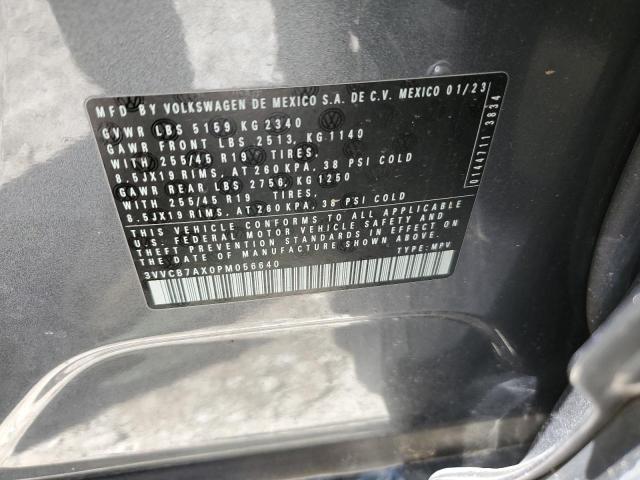 MFD BY VOLKSWAGEN DE MEXICO S.A. DE C.V. MEXICO 01/23
GVWR LBS 5159 KG 2340
GAWR FRONT LBS 2513, KG 1140
WITH 255/45 R19 TIRES.
8.5JX19 RIMS, AT 260 KPA, 38 PSI COLD
GAWR REAR LBS 2756, KG 1250
WITH 255/45 R19 TIRES.
8.5JX19 RIMS, AT 260 KPA, 38 PSI COLD
THIS VEHICLE CONFORMS TO ALL APPLICABLE
U.S. FEDERAL MOTOR VEHICLE SAFETY AND
THEFT PREVENTION STANDARDS IN EFFECT ON
THE DATE OF MANUFACTURE SHOWN ABOVE.
3VVCB7AX0PM056640 TYPE: MPV
0144711 3834